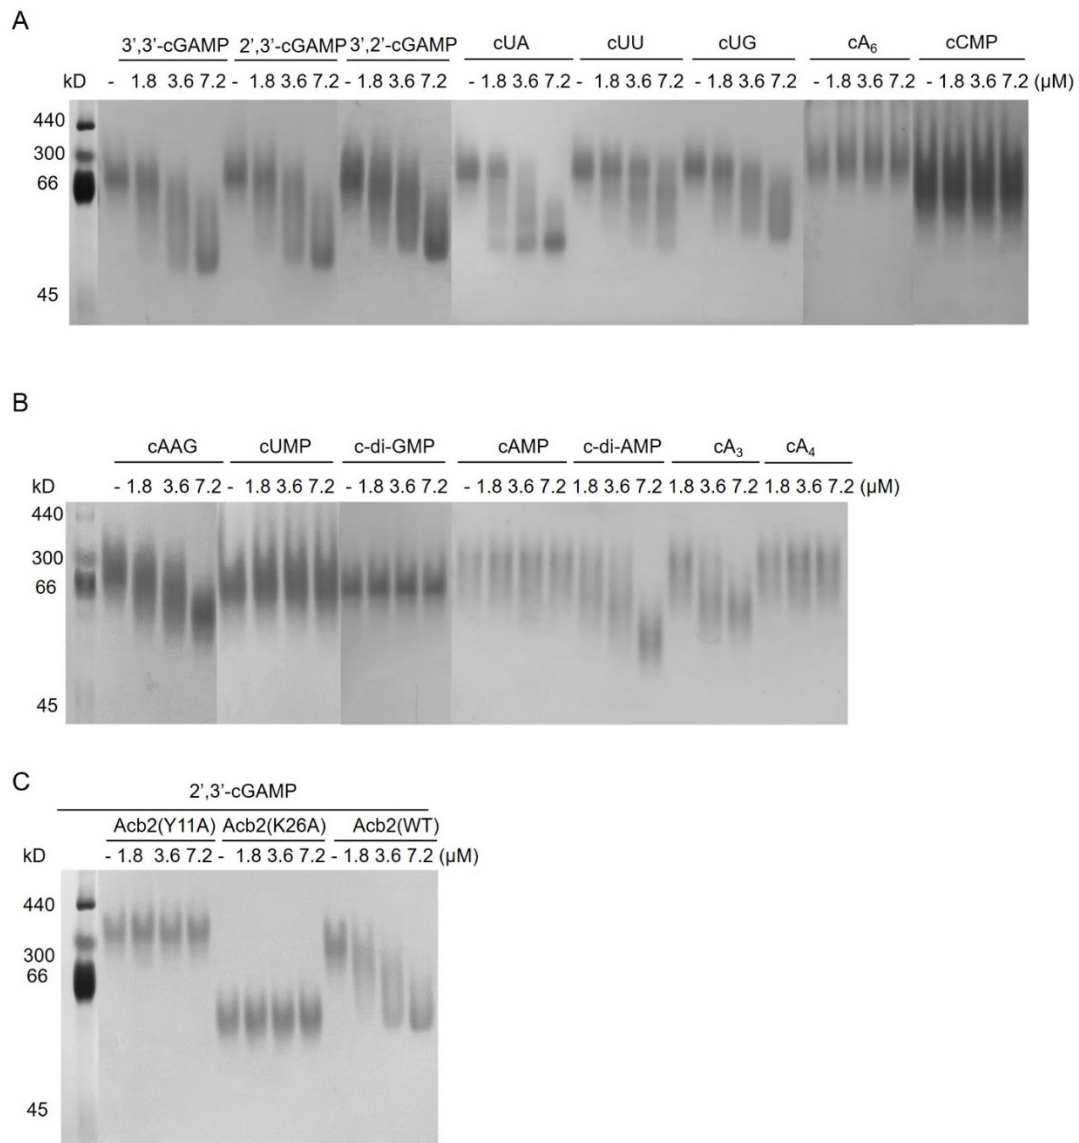 A
3',3'-cGAMP 2',3'-cGAMP 3',2'-cGAMP cUA cUU cUG cA₆ cCMP
kD - 1.8 3.6 7.2 - 1.8 3.6 7.2 - 1.8 3.6 7.2 - 1.8 3.6 7.2 - 1.8 3.6 7.2 - 1.8 3.6 7.2 - 1.8 3.6 7.2 - 1.8 3.6 7.2 (μM)
440
300
66
45
B
cAAG cUMP c-di-GMP cAMP c-di-AMP cA₃ cA₄
kD - 1.8 3.6 7.2 - 1.8 3.6 7.2 - 1.8 3.6 7.2 - 1.8 3.6 7.2 1.8 3.6 7.2 1.8 3.6 7.2 1.8 3.6 7.2 (μM)
440
300
66
45
C
2',3'-cGAMP
Acb2(Y11A) Acb2(K26A) Acb2(WT)
kD - 1.8 3.6 7.2 - 1.8 3.6 7.2 - 1.8 3.6 7.2 (μM)
440
300
66
45